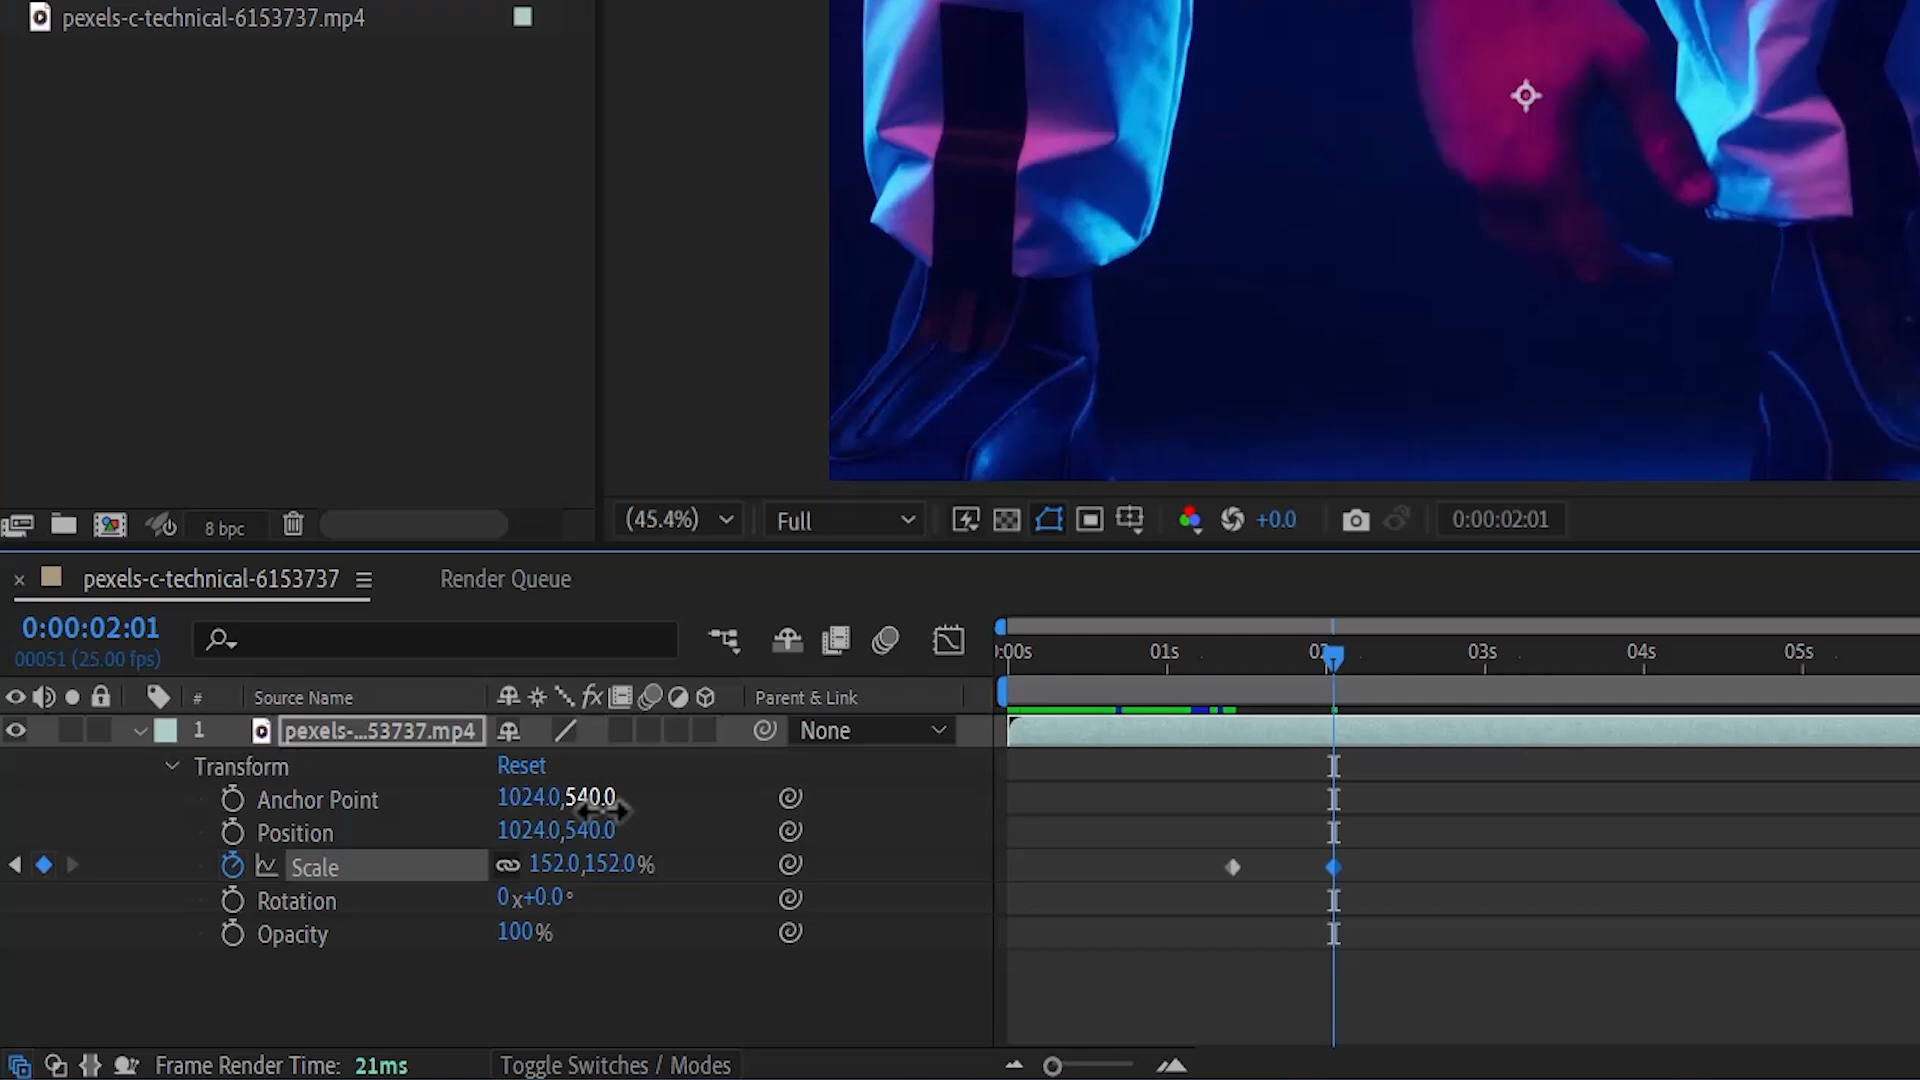 pexels-c-technical-6153737.mp4
8 bpc
(45.4%)
Full
+0.0
0:00:02:01
× pexels-c-technical-6153737
Render Queue
0:00:02:01
00051 (25.00 fps)
:00s 01s 02 03s 04s 05s
# Source Name fx Parent & Link
1 pexels-...53737.mp4 None
Transform Reset
Anchor Point 1024.0,540.0
Position 1024.0,540.0
Scale 152.0,152.0%
Rotation 0x+0.0°
Opacity 100%
Frame Render Time: 21ms
Toggle Switches / Modes